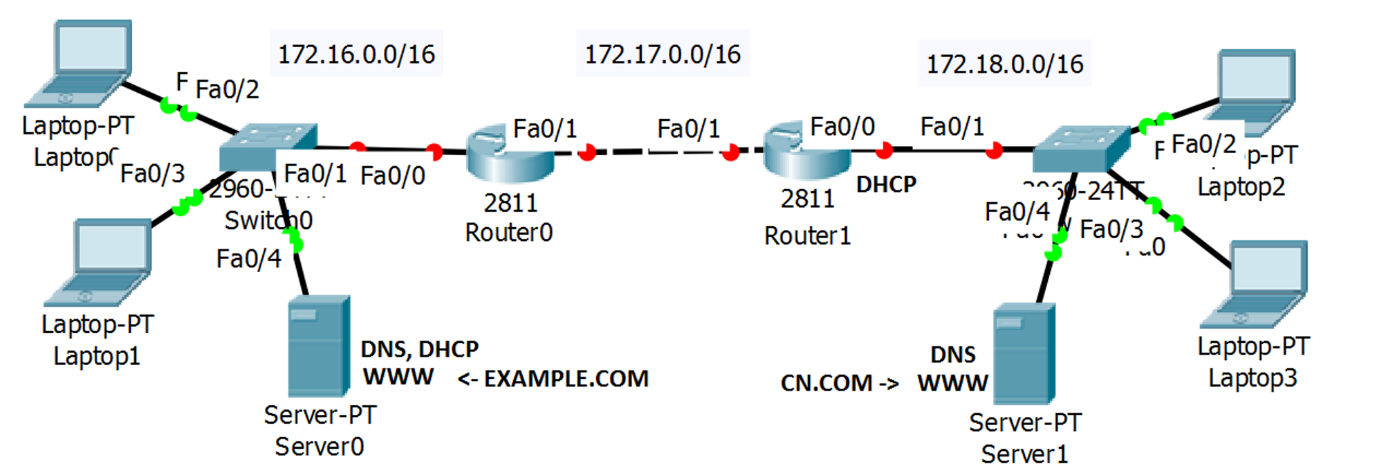 172.16.0.0/16
172.17.0.0/16
172.18.0.0/16
F
Fa0/2
Laptop-PT
Fa0/3
Fa0/1
Fa0/0
Fa0/1
Fa0/1
Fa0/0
Fa0/1
F
Fa0/2
p-PT
Laptop2
Switch0
2811
Router0
2811
Router1
DHCP
Fa0/4
60-24TT
Fa0/3
Fa0/4
Laptop-PT
Laptop1
DNS, DHCP
WWW <- EXAMPLE.COM
Server-PT
Server0
DNS
CN.COM -> WWW
Server-PT
Server1
Laptop-PT
Laptop3